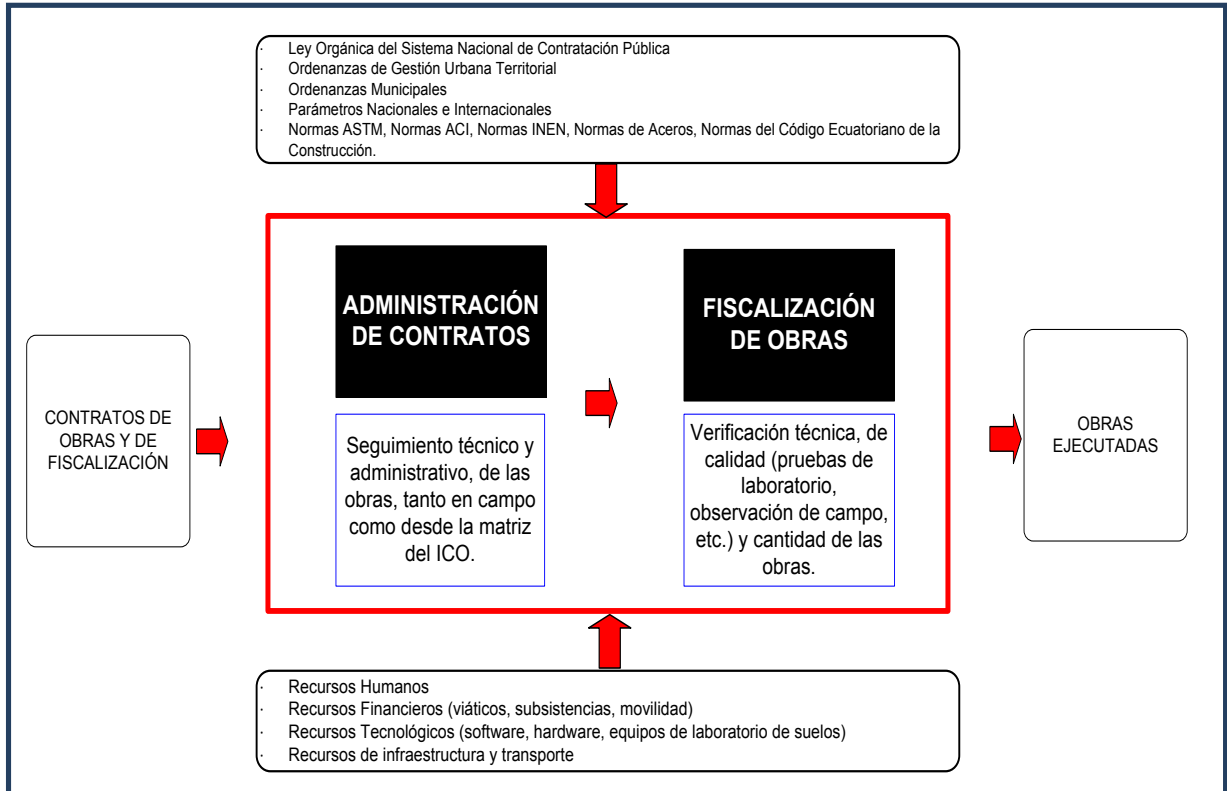 · Ley Orgánica del Sistema Nacional de Contratación Pública
· Ordenanzas de Gestión Urbana Territorial
· Ordenanzas Municipales
· Parámetros Nacionales e Internacionales
· Normas ASTM, Normas ACI, Normas INEN, Normas de Aceros, Normas del Código Ecuatoriano de la
Construcción.
CONTRATOS DE
OBRAS Y DE
FISCALIZACIÓN
ADMINISTRACIÓN
DE CONTRATOS
Seguimiento técnico y
administrativo, de las
obras, tanto en campo
como desde la matriz
del ICO.
FISCALIZACIÓN
DE OBRAS
Verificación técnica, de
calidad (pruebas de
laboratorio,
observación de campo,
etc.) y cantidad de las
obras.
OBRAS
EJECUTADAS
· Recursos Humanos
· Recursos Financieros (viáticos, subsistencias, movilidad)
· Recursos Tecnológicos (software, hardware, equipos de laboratorio de suelos)
· Recursos de infraestructura y transporte